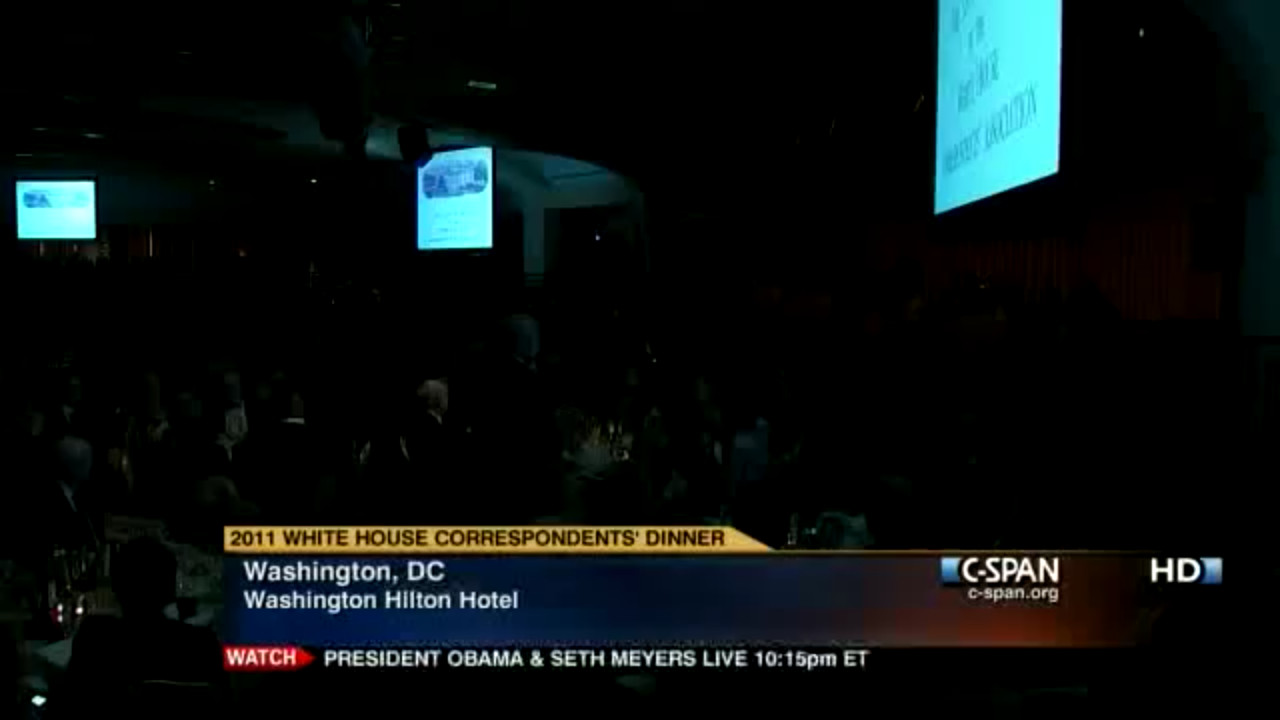 ASSOCIATION
2011 WHITE HOUSE CORRESPONDENTS' DINNER
Washington, DC
Washington Hilton Hotel
C-SPAN
c-span.org
HD
WATCH
PRESIDENT OBAMA & SETH MEYERS LIVE 10:15pm ET